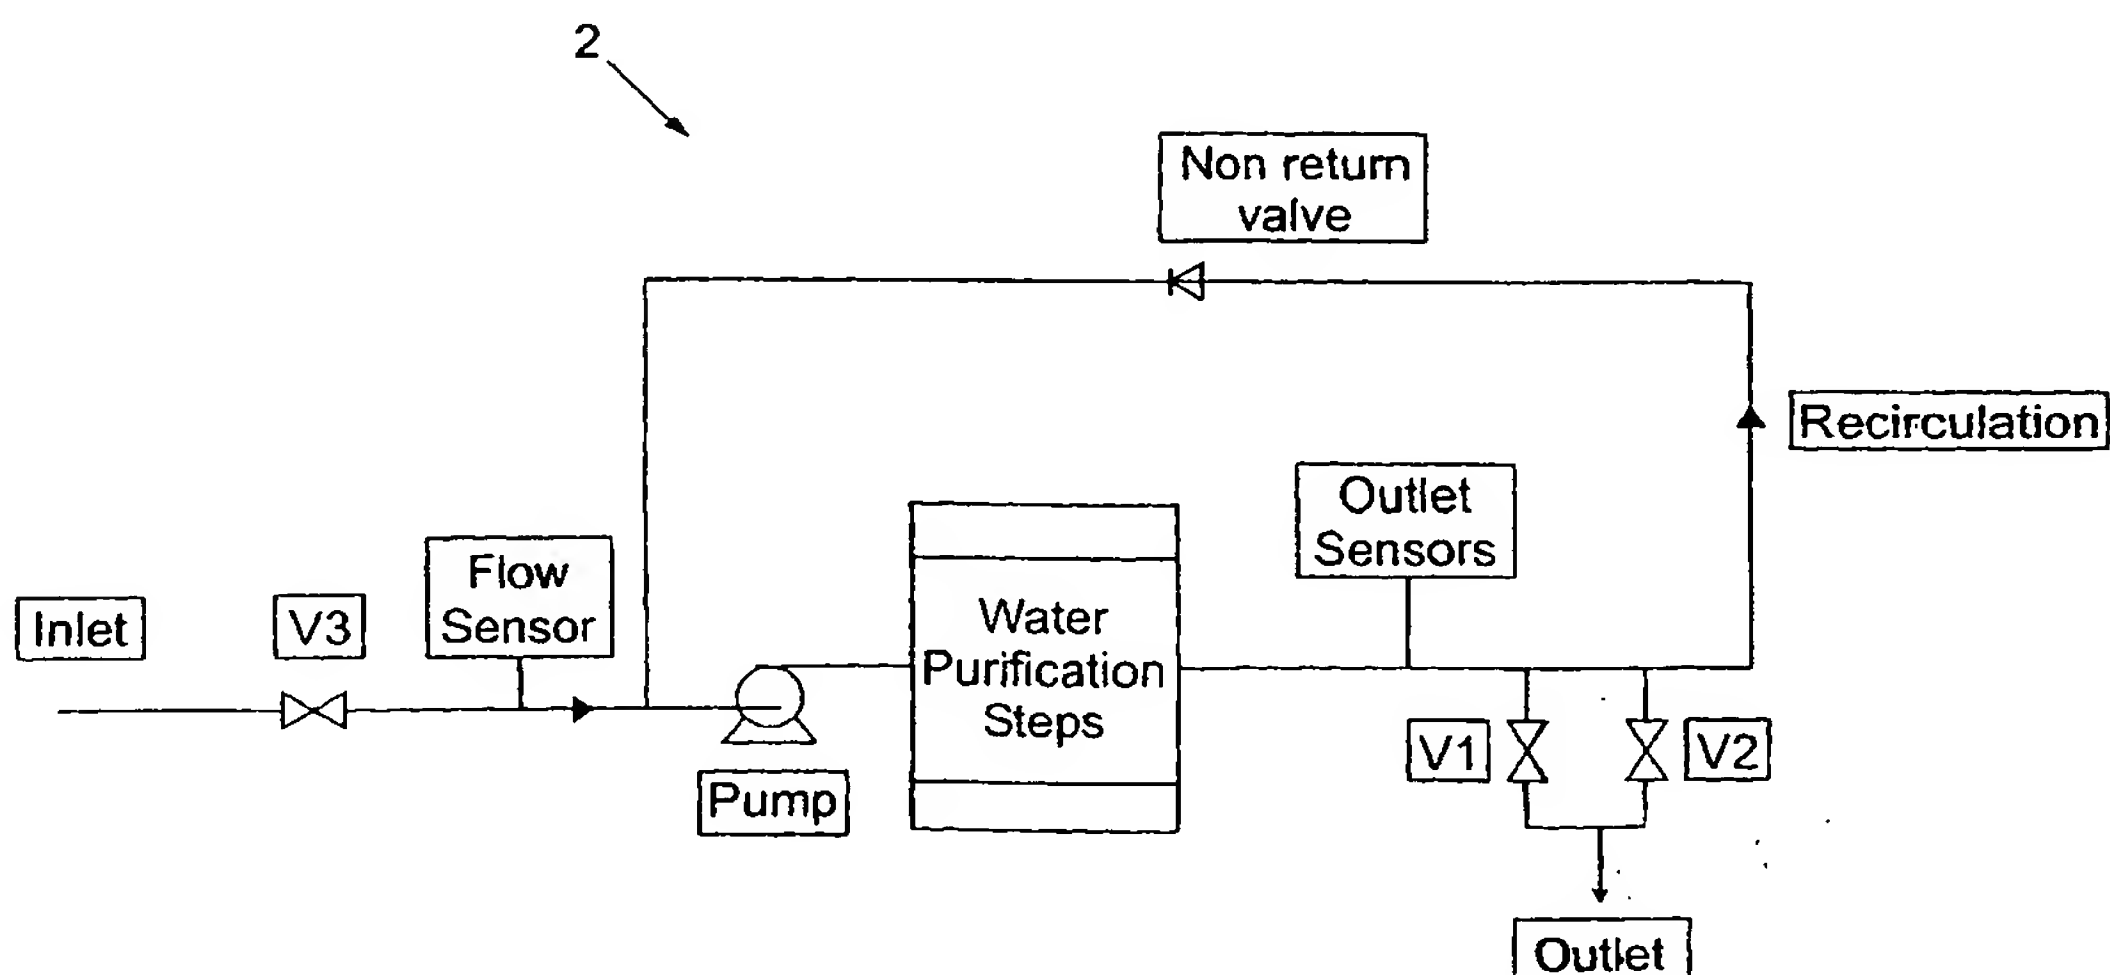 2
Non return
valve
Recirculation
Outlet
Sensors
Flow
Sensor
Inlet
V3
Water
Purification
Steps
V1
V2
Pump
Outlet